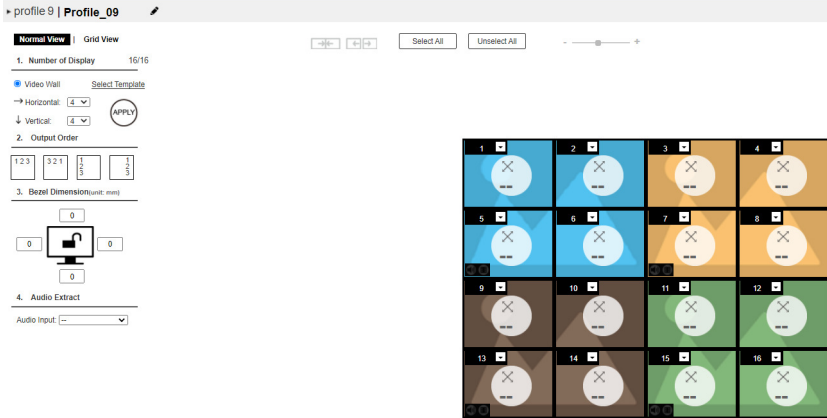 profile 9 | Profile_09
Normal View | Grid View
Select All
Unselect All
- +
1. Number of Display 16/16
Video Wall Select Template
Horizontal: 4
Vertical: 4
APPLY
2. Output Order
1 2 3
3 2 1
1
2
3
1
2
3
3. Bezel Dimension(unit: mm)
0
0
0
0
4. Audio Extract
Audio Input: --
1 2 3 4
-- -- -- --
5 6 7 8
-- -- -- --
9 10 11 12
-- -- -- --
13 14 15 16
-- -- -- --